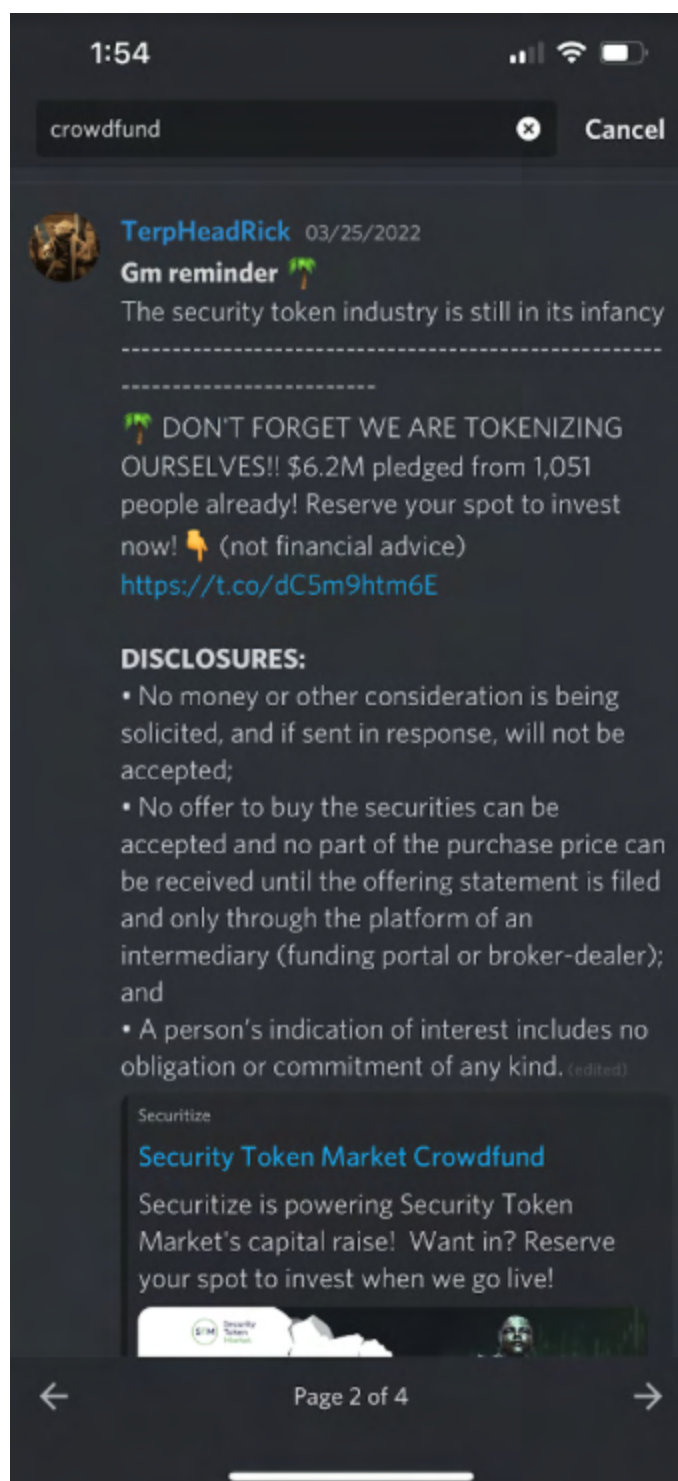 1:54
crowdfund
Cancel
TerpHeadRick 03/25/2022
Gm reminder 🌴
The security token industry is still in its infancy
-----------------------------------------------------
-------------------------
🌴 DON'T FORGET WE ARE TOKENIZING
OURSELVES!! $6.2M pledged from 1,051
people already! Reserve your spot to invest
now! 👇 (not financial advice)
https://t.co/dC5m9htm6E
DISCLOSURES:
• No money or other consideration is being
solicited, and if sent in response, will not be
accepted;
• No offer to buy the securities can be
accepted and no part of the purchase price can
be received until the offering statement is filed
and only through the platform of an
intermediary (funding portal or broker-dealer);
and
• A person's indication of interest includes no
obligation or commitment of any kind. (edited)
Securitize
Security Token Market Crowdfund
Securitize is powering Security Token
Market's capital raise! Want in? Reserve
your spot to invest when we go live!
STM
Security
Token
Market
Page 2 of 4